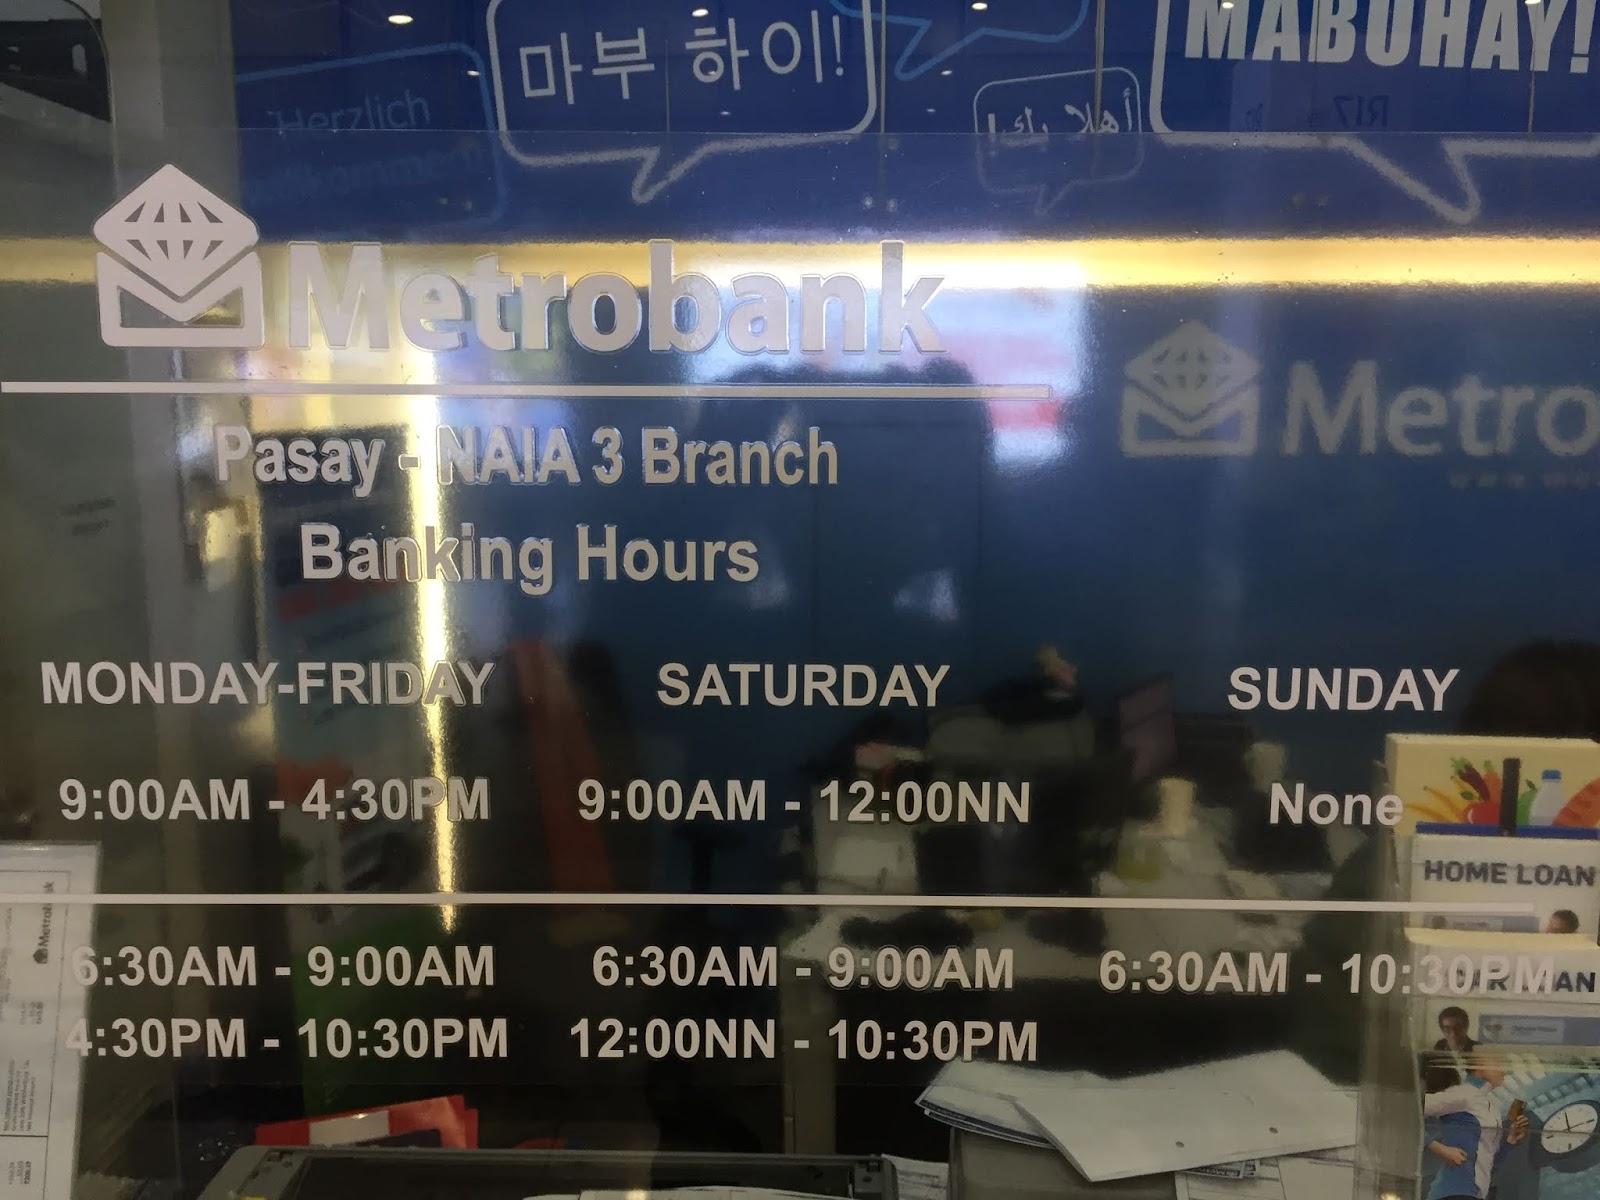 마부 하이!
MABUHAY!
Herzlich
أهلا بك!
Metrobank
Metro
Pasay - NAIA 3 Branch
Banking Hours
MONDAY-FRIDAY SATURDAY SUNDAY
9:00AM - 4:30PM 9:00AM - 12:00NN None
HOME LOAN
6:30AM - 9:00AM 6:30AM - 9:00AM 6:30AM - 10:30PM
4:30PM - 10:30PM 12:00NN - 10:30PM